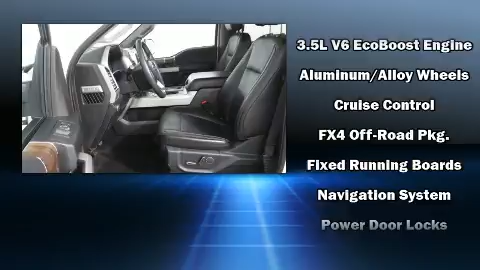 3.5L V6 EcoBoost Engine
Aluminum/Alloy Wheels
Cruise Control
FX4 Off-Road Pkg.
Fixed Running Boards
Navigation System
Power Door Locks